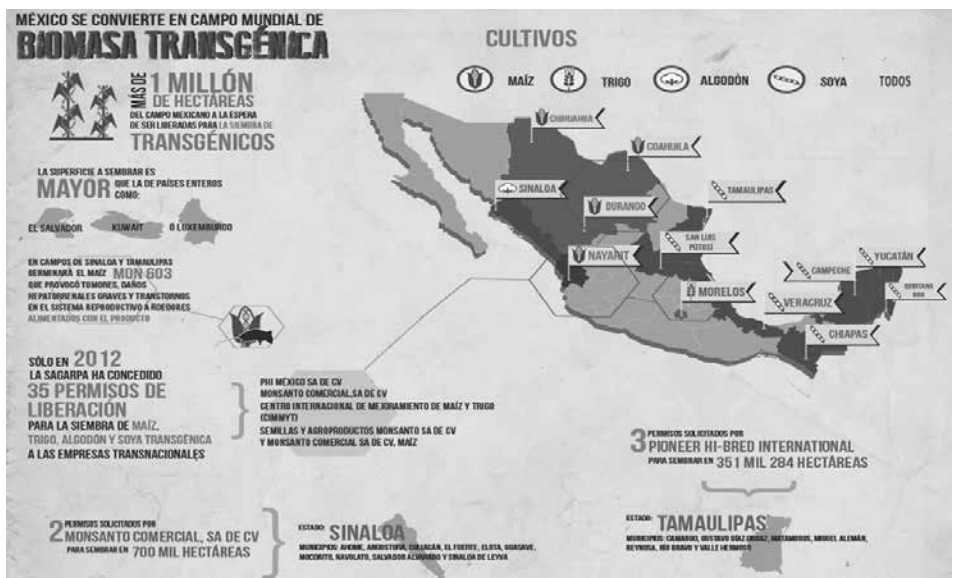 MÉXICO SE CONVIERTE EN CAMPO MUNDIAL DE
BIOMASA TRANSGÉNICA
MÁS DE
1 MILLÓN
DE HECTÁREAS
DEL CAMPO MEXICANO A LA ESPERA
DE SER LIBERADAS PARA LA SIEMBRA DE
TRANSGÉNICOS
LA SUPERFICIE A SEMBRAR ES
MAYOR QUE LA DE PAÍSES ENTEROS
COMO:
EL SALVADOR KUWAIT O LUXEMBURGO
EN CAMPOS DE SINALOA Y TAMAULIPAS
GERMINARÁ EL MAÍZ MON 603
QUE PROVOCÓ TUMORES, DAÑOS
HEPATORRENALES GRAVES Y TRANSTORNOS
EN EL SISTEMA REPRODUCTIVO A ROEDORES
ALIMENTADOS CON EL PRODUCTO
SÓLO EN 2012
LA SAGARPA HA CONCEDIDO
35 PERMISOS DE
LIBERACIÓN
PARA LA SIEMBRA DE MAÍZ,
TRIGO, ALGODÓN Y SOYA TRANSGÉNICA
A LAS EMPRESAS TRANSNACIONALES
PHI MÉXICO SA DE CV
MONSANTO COMERCIAL,SA DE CV
CENTRO INTERNACIONAL DE MEJORAMIENTO DE MAÍZ Y TRIGO
(CIMMYT)
SEMILLAS Y AGROPRODUCTOS MONSANTO SA DE CV
Y MONSANTO COMERCIAL SA DE CV, MAÍZ
CULTIVOS
MAÍZ TRIGO ALGODÓN SOYA TODOS
CHIHUAHUA
COAHUILA
SINALOA
TAMAULIPAS
DURANGO
SAN LUIS
POTOSÍ
NAYARIT
YUCATÁN
CAMPECHE
QUINTANA
ROO
MORELOS
VERACRUZ
CHIAPAS
3 PERMISOS SOLICITADOS POR
PIONEER HI-BRED INTERNATIONAL
PARA SEMBRAR EN 351 MIL 284 HECTÁREAS
2 PERMISOS SOLICITADOS POR
MONSANTO COMERCIAL, SA DE CV
PARA SEMBRAR EN 700 MIL HECTÁREAS
ESTADO: SINALOA
MUNICIPIOS: AHOME, ANGOSTURA, CULIACÁN, EL FUERTE, ELOTA, GUASAVE,
MOCORITO, NAVOLATO, SALVADOR ALVARADO Y SINALOA DE LEYVA
ESTADO: TAMAULIPAS
MUNICIPIOS: CAMARGO, GUSTAVO DÍAZ ORDAZ, MATAMOROS, MIGUEL ALEMÁN,
REYNOSA, RÍO BRAVO Y VALLE HERMOSO